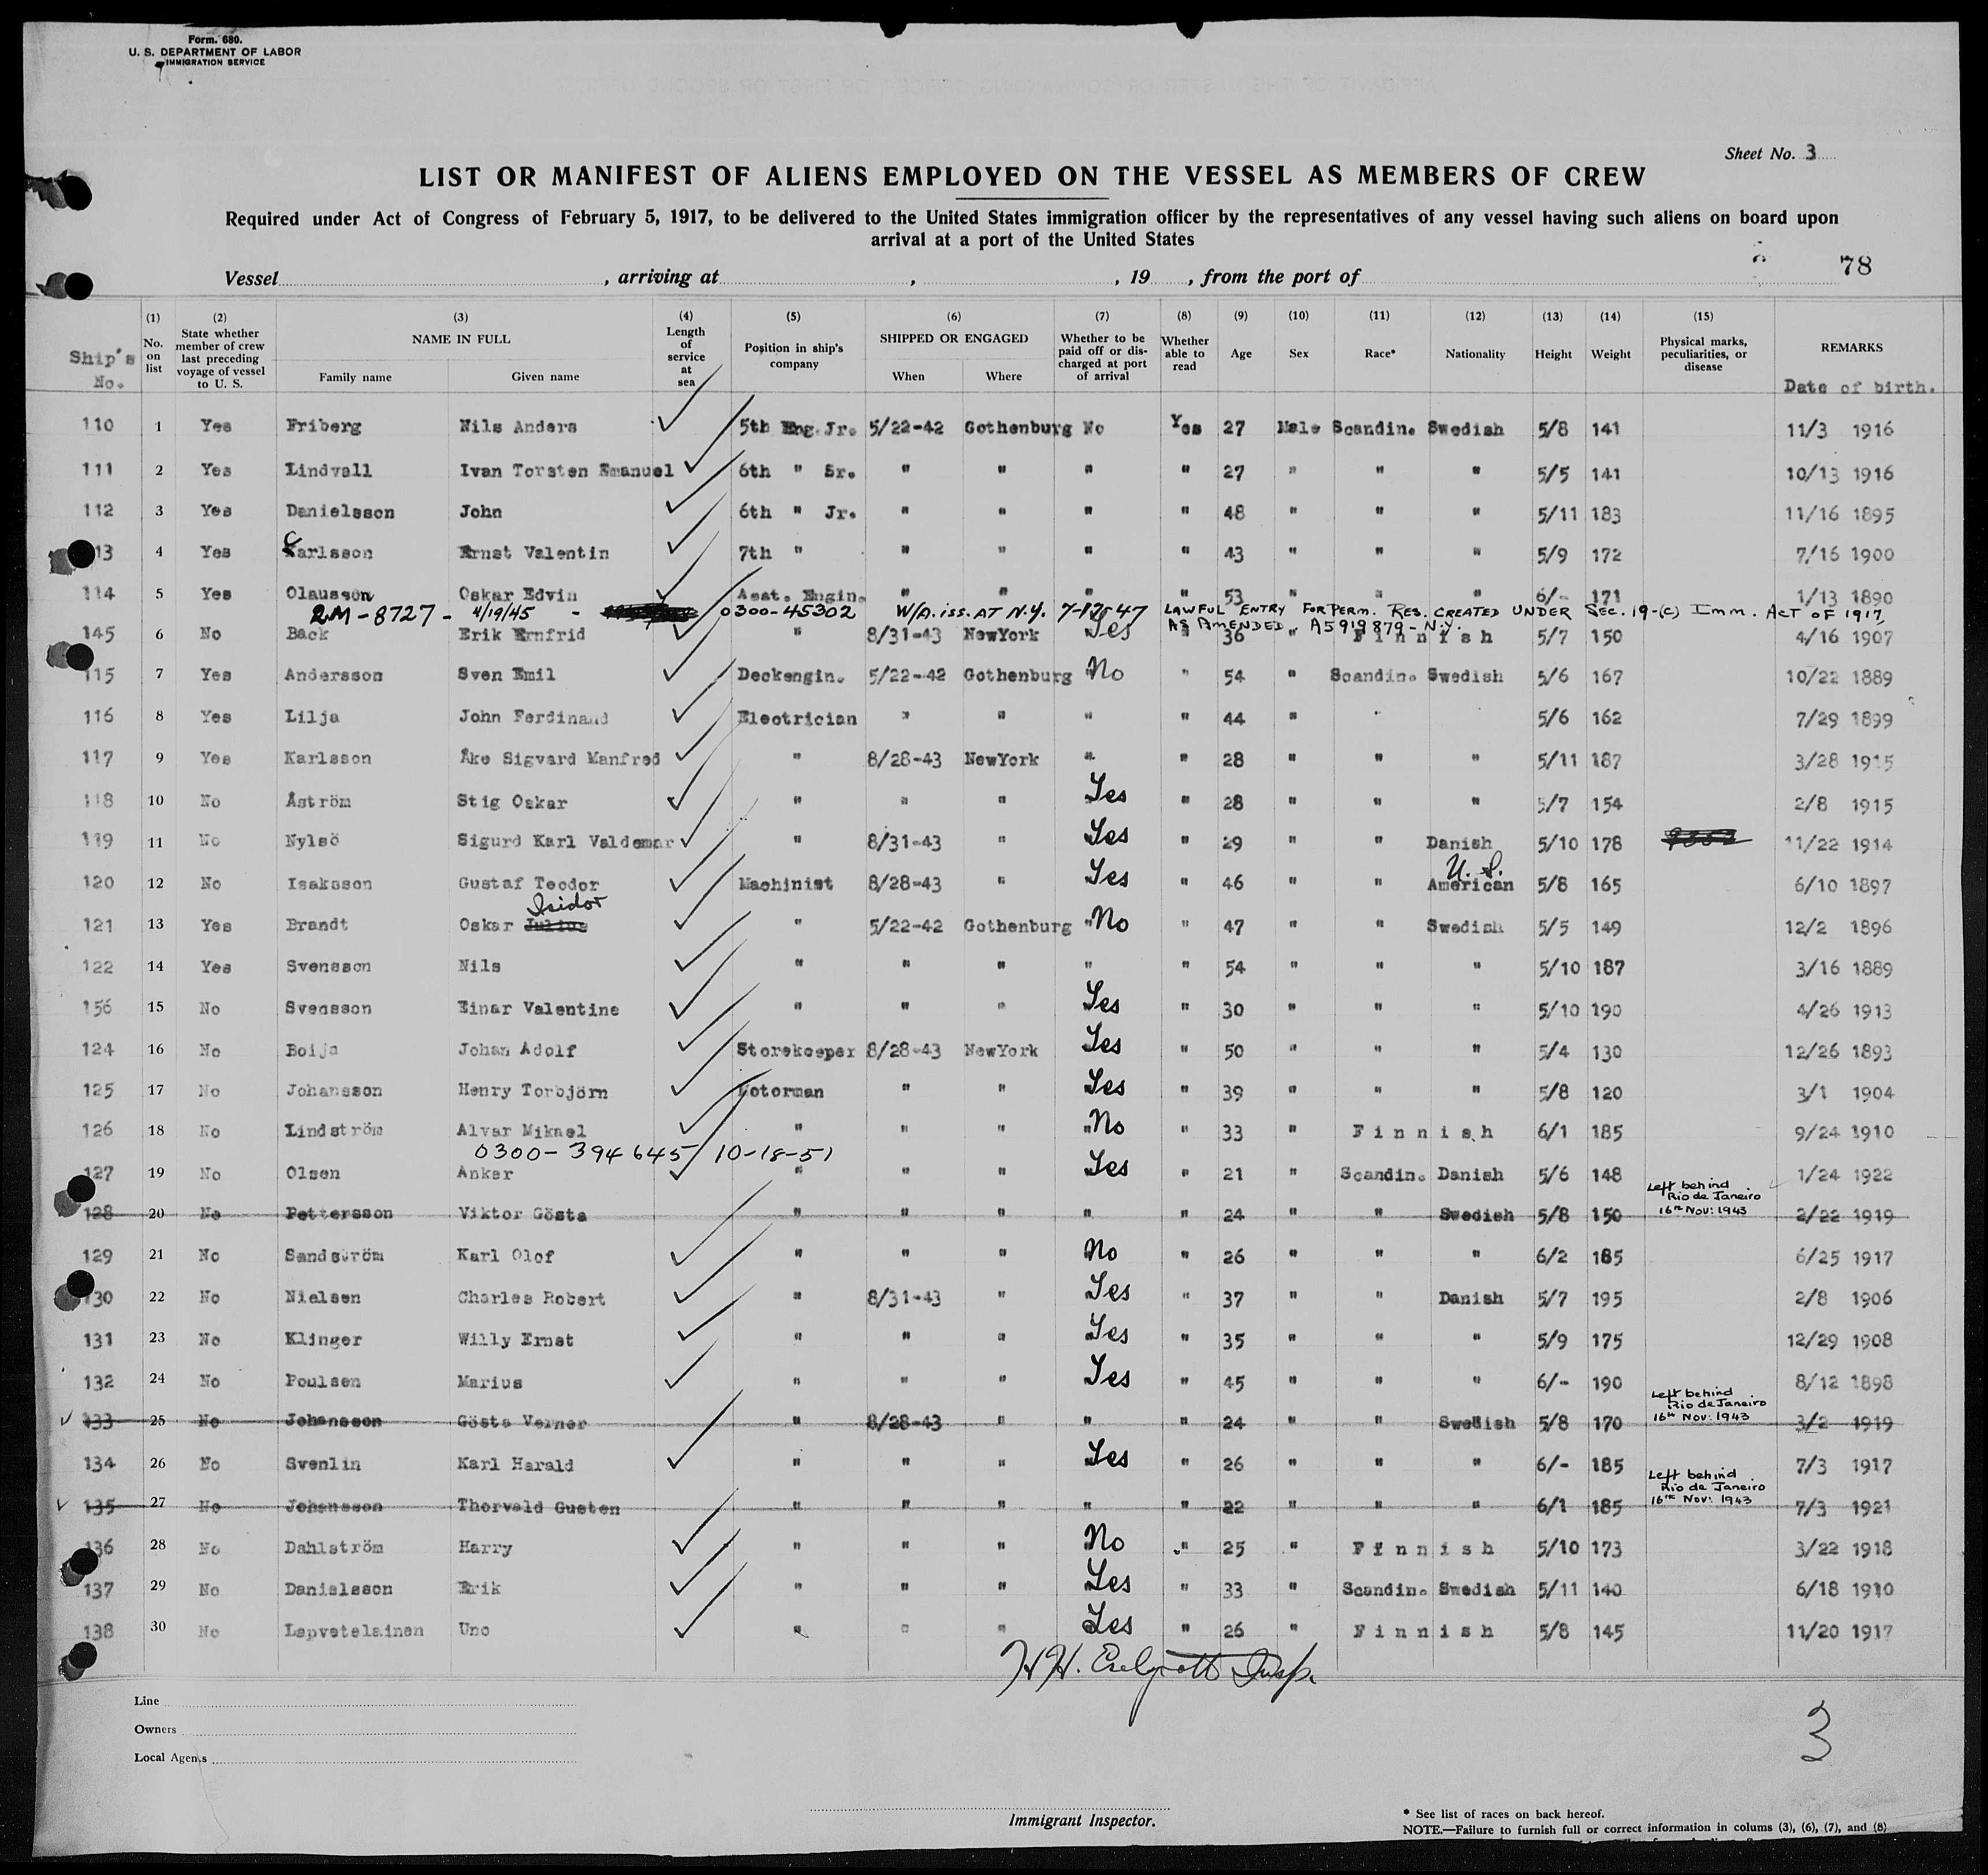 Form. 680.
U. S. DEPARTMENT OF LABOR
IMMIGRATION SERVICE
Sheet No. 3
LIST OR MANIFEST OF ALIENS EMPLOYED ON THE VESSEL AS MEMBERS OF CREW
Required under Act of Congress of February 5, 1917, to be delivered to the United States immigration officer by the representatives of any vessel having such aliens on board upon
arrival at a port of the United States
78
Vessel , arriving at , , 19 , from the port of
Ship's No. (1) No. on list (2) State whether member of crew last preceding voyage of vessel to U. S. (3) NAME IN FULL Family name Given name (4) Length of service at sea (5) Position in ship's company (6) SHIPPED OR ENGAGED When Where (7) Whether to be paid off or discharged at port of arrival (8) Whether able to read (9) Age (10) Sex (11) Race* (12) Nationality (13) Height (14) Weight (15) Physical marks, peculiarities, or disease REMARKS Date of birth.
110 1 Yes Friberg Nils Anders 5th Eng. Jr. 5/22-42 Gothenburg No Yes 27 Male Scandin. Swedish 5/8 141 11/3 1916
111 2 Yes Lindvall Ivan Torsten Emanuel 6th " Sr. " " " " 27 " " " 5/5 141 10/13 1916
112 3 Yes Danielsson John 6th " Jr. " " " " 48 " " " 5/11 183 11/16 1895
13 4 Yes Carlsson Ernst Valentin 7th " " " " " 43 " " " 5/9 172 7/16 1900
114 5 Yes Olausson Oskar Edvin Asst. Engin. " " " " 53 " " " 6/- 171 1/13 1890
2M-8727- 4/19/45 - 0300-45302 W/A. iss. AT N.Y. 7-17-47 LAWFUL ENTRY FOR PERM. RES. CREATED UNDER SEC. 19-(c) IMM. ACT OF 1917
AS AMENDED. A5919879-N.Y.
145 6 No Back Erik Ernfrid " 8/31-43 NewYork Yes " 36 " Finnish 5/7 150 4/16 1907
115 7 Yes Andersson Sven Emil Deckengin. 5/22-42 Gothenburg No " 54 " Scandin. Swedish 5/6 167 10/22 1889
116 8 Yes Lilja John Ferdinand Electrician " " " " 44 " " 5/6 162 7/29 1899
117 9 Yes Karlsson Åke Sigvard Manfred " 8/28-43 NewYork " " 28 " " " 5/11 187 3/28 1915
118 10 No Åström Stig Oskar " " " Yes " 28 " " " 5/7 154 2/8 1915
119 11 No Nylsö Sigurd Karl Valdemar " 8/31-43 " Yes " 29 " " Danish 5/10 178 11/22 1914
120 12 No Isaksson Gustaf Teodor Machinist 8/28-43 " Yes " 46 " " U. S. American 5/8 165 6/10 1897
121 13 Yes Brandt Oskar Julius Isidor " 5/22-42 Gothenburg " No " 47 " " Swedish 5/5 149 12/2 1896
122 14 Yes Svensson Nils " " " " " 54 " " " 5/10 187 3/16 1889
156 15 No Svensson Einar Valentine " " " Yes " 30 " " " 5/10 190 4/26 1913
124 16 No Boija Johan Adolf Storekeeper 8/28-43 NewYork Yes " 50 " " " 5/4 130 12/26 1893
125 17 No Johansson Henry Torbjörn Motorman " " Yes " 39 " " " 5/8 120 3/1 1904
126 18 No Lindström Alvar Mikael " " " No " 33 " Finnish 6/1 185 9/24 1910
0300-394645 10-18-51
127 19 No Olsen Anker " " " Yes " 21 " Scandin. Danish 5/6 148 1/24 1922
128 20 No Pettersson Viktor Gösta " " " " " 24 " " Swedish 5/8 150 Left behind Rio de Janeiro 16th Nov: 1943 2/22 1919
129 21 No Sandström Karl Olof " " " No " 26 " " " 6/2 185 6/25 1917
130 22 No Nielsen Charles Robert " 8/31-43 " Yes " 37 " " Danish 5/7 195 2/8 1906
131 23 No Klinger Willy Ernst " " " Yes " 35 " " " 5/9 175 12/29 1908
132 24 No Poulsen Marius " " " Yes " 45 " " " 6/- 190 8/12 1898
133 25 No Johansson Gösta Verner " 8/28-43 " " " 24 " " Swedish 5/8 170 Left behind Rio de Janeiro 16th Nov: 1943 3/2 1919
134 26 No Svenlin Karl Harald " " " Yes " 26 " " " 6/- 185 7/3 1917
135 27 No Johansson Thorvald Gusten " " " " " 22 " " " 6/1 185 Left behind Rio de Janeiro 16th Nov: 1943 7/3 1921
136 28 No Dahlström Harry " " " No " 25 " Finnish 5/10 173 3/22 1918
137 29 No Danielsson Erik " " " Yes " 33 " Scandin. Swedish 5/11 140 6/18 1910
138 30 No Lapvetelainen Uno " " " Yes " 26 " Finnish 5/8 145 11/20 1917
H.H. Insp.
Line
Owners
Local Agents
3
Immigrant Inspector.
* See list of races on back hereof.
NOTE.—Failure to furnish full or correct information in colums (3), (6), (7), and (8)